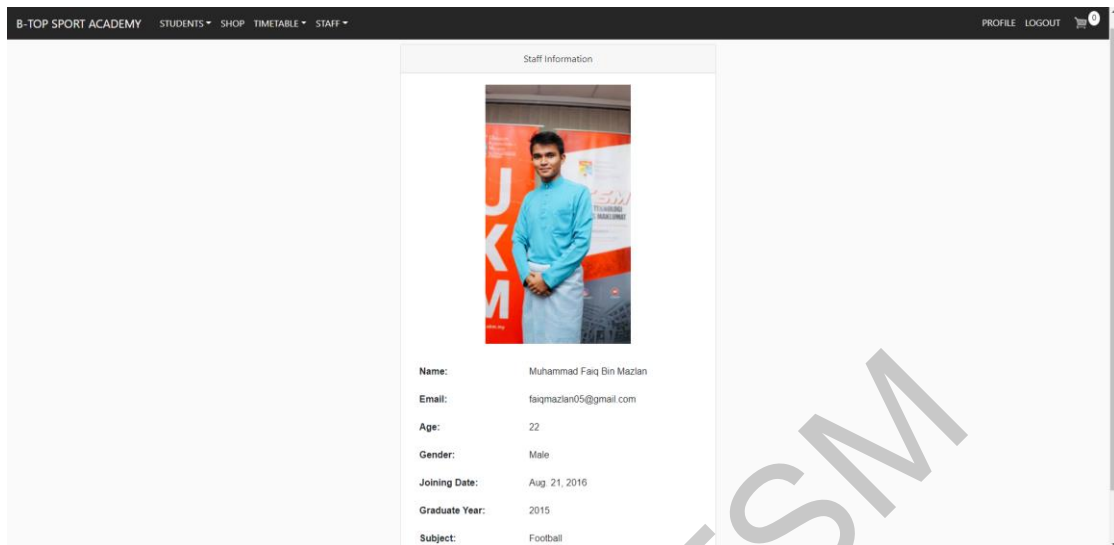 B-TOP SPORT ACADEMY STUDENTS SHOP TIMETABLE STAFF PROFILE LOGOUT 0
Staff Information
U
K
M
Name: Muhammad Faiq Bin Mazlan
Email: faiqmazlan05@gmail.com
Age: 22
Gender: Male
Joining Date: Aug. 21, 2016
Graduate Year: 2015
Subject: Football